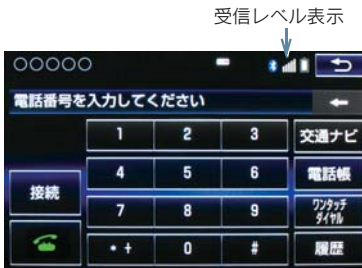 受信レベル表示
○○○○○
電話番号を入力してください
1 2 3 交通ナビ
4 5 6 電話帳
接続
7 8 9 ワンタッチ
ダイヤル
* + 0 # 履歴